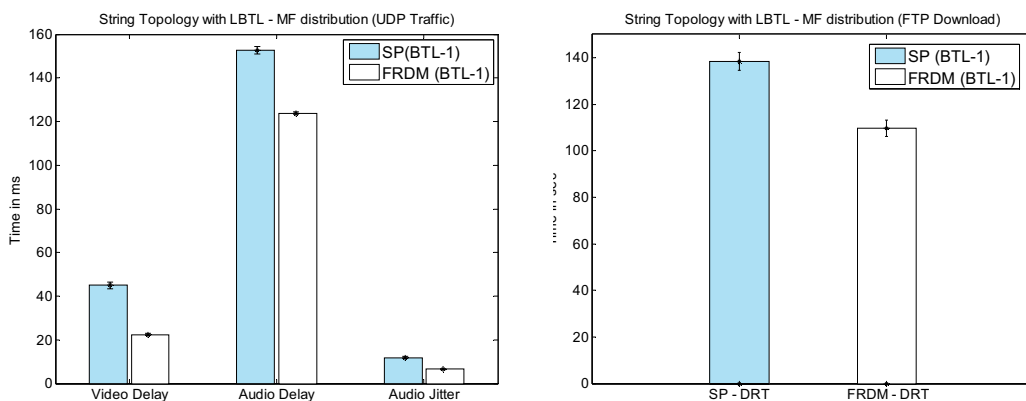 String Topology with LBTL - MF distribution (UDP Traffic)
160
140
120
100
80
60
40
20
0
Time in ms
SP(BTL-1)
FRDM (BTL-1)
Video Delay
Audio Delay
Audio Jitter
String Topology with LBTL - MF distribution (FTP Download)
140
120
100
80
60
40
20
0
Time in sec
SP (BTL-1)
FRDM (BTL-1)
SP - DRT
FRDM - DRT